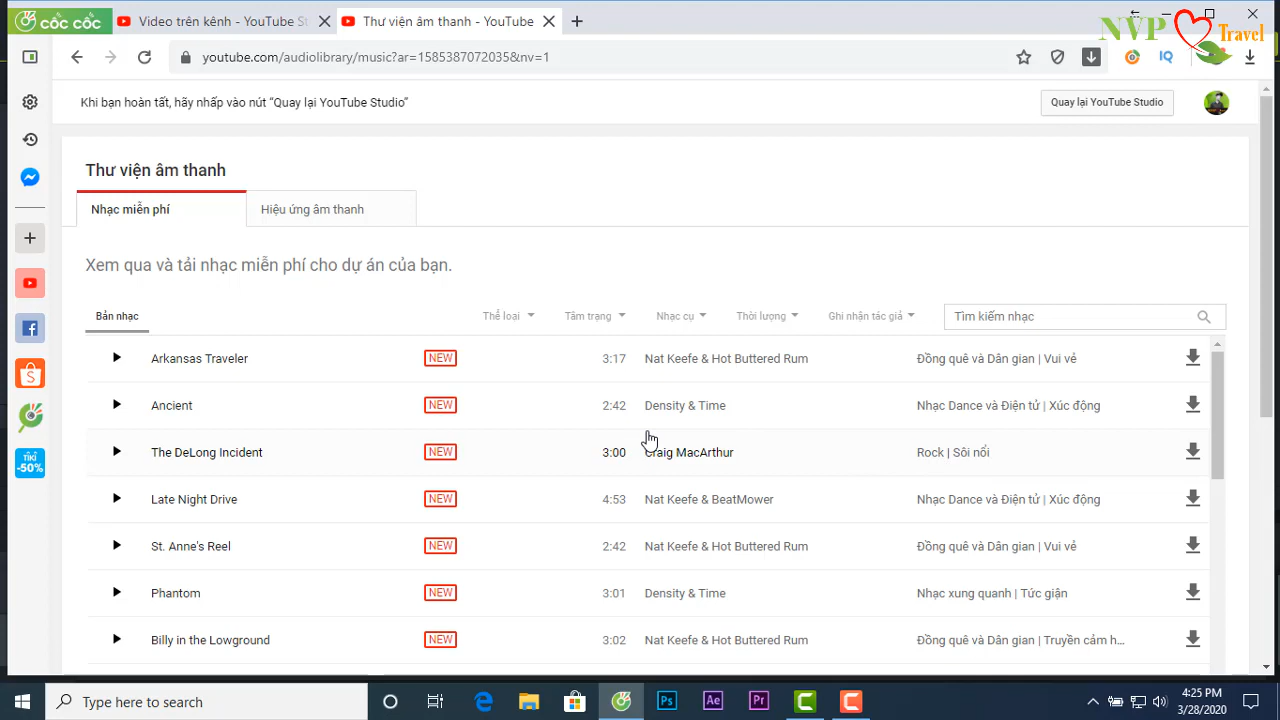 cốc cốc
Video trên kênh - YouTube St
Thư viện âm thanh - YouTube
NVP Travel
youtube.com/audiolibrary/music?ar=1585387072033&nv=1
IQ
Khi bạn hoàn tất, hãy nhấp vào nút “Quay lại YouTube Studio”
Quay lại YouTube Studio
Thư viện âm thanh
Nhạc miễn phí
Hiệu ứng âm thanh
Xem qua và tải nhạc miễn phí cho dự án của bạn.
Bản nhạc
Thể loại
Tâm trạng
Nhạc cụ
Thời lượng
Ghi nhận tác giả
Tìm kiếm nhạc
Arkansas Traveler NEW 3:17 Nat Keefe & Hot Buttered Rum Đồng quê và Dân gian | Vui vẻ
Ancient NEW 2:42 Density & Time Nhạc Dance và Điện tử | Xúc động
The DeLong Incident NEW 3:00 Craig MacArthur Rock | Sôi nổi
Late Night Drive NEW 4:53 Nat Keefe & BeatMower Nhạc Dance và Điện tử | Xúc động
St. Anne's Reel NEW 2:42 Nat Keefe & Hot Buttered Rum Đồng quê và Dân gian | Vui vẻ
Phantom NEW 3:01 Density & Time Nhạc xung quanh | Tức giận
Billy in the Lowground NEW 3:02 Nat Keefe & Hot Buttered Rum Đồng quê và Dân gian | Truyền cảm h...
TIKI
-50%
Type here to search
Ps
Ae
Pr
4:25 PM
3/28/2020